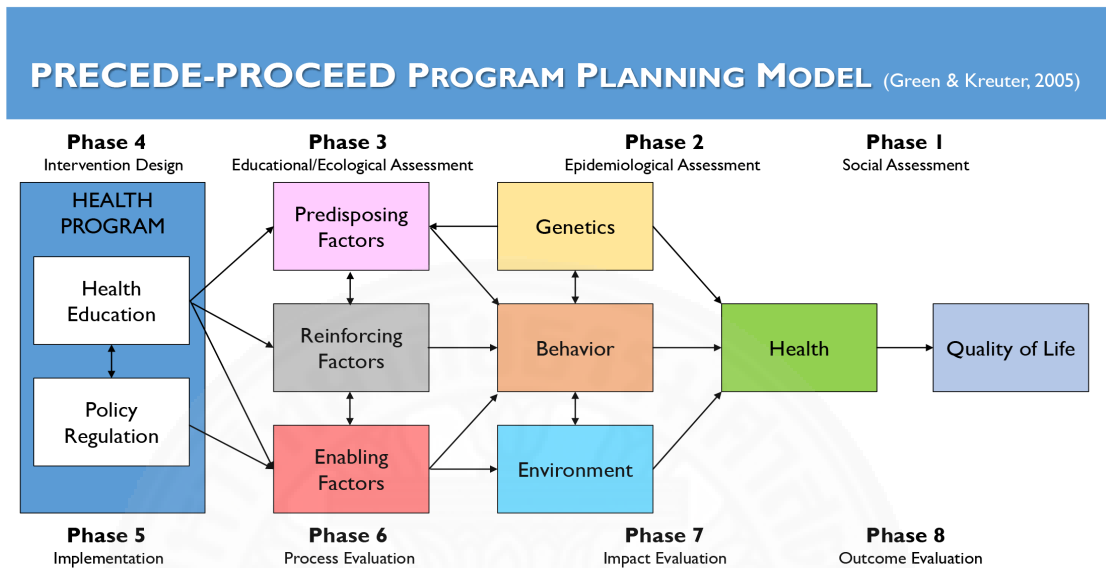 PRECEDE-PROCEED PROGRAM PLANNING MODEL (Green & Kreuter, 2005)
Phase 4
Intervention Design
Phase 3
Educational/Ecological Assessment
Phase 2
Epidemiological Assessment
Phase 1
Social Assessment
HEALTH
PROGRAM
Health
Education
Policy
Regulation
Predisposing
Factors
Reinforcing
Factors
Enabling
Factors
Genetics
Behavior
Environment
Health
Quality of Life
Phase 5
Implementation
Phase 6
Process Evaluation
Phase 7
Impact Evaluation
Phase 8
Outcome Evaluation